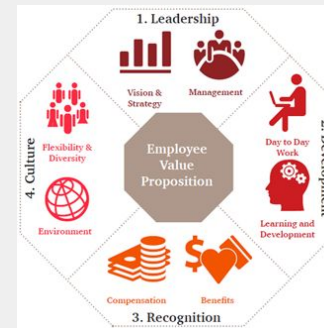 1. Leadership
Vision &
Strategy
Management
Flexibility &
Diversity
Employee
Value
Proposition
Day to Day
Work
4. Culture
Environment
Learning and
Development
Compensation
Benefits
3. Recognition